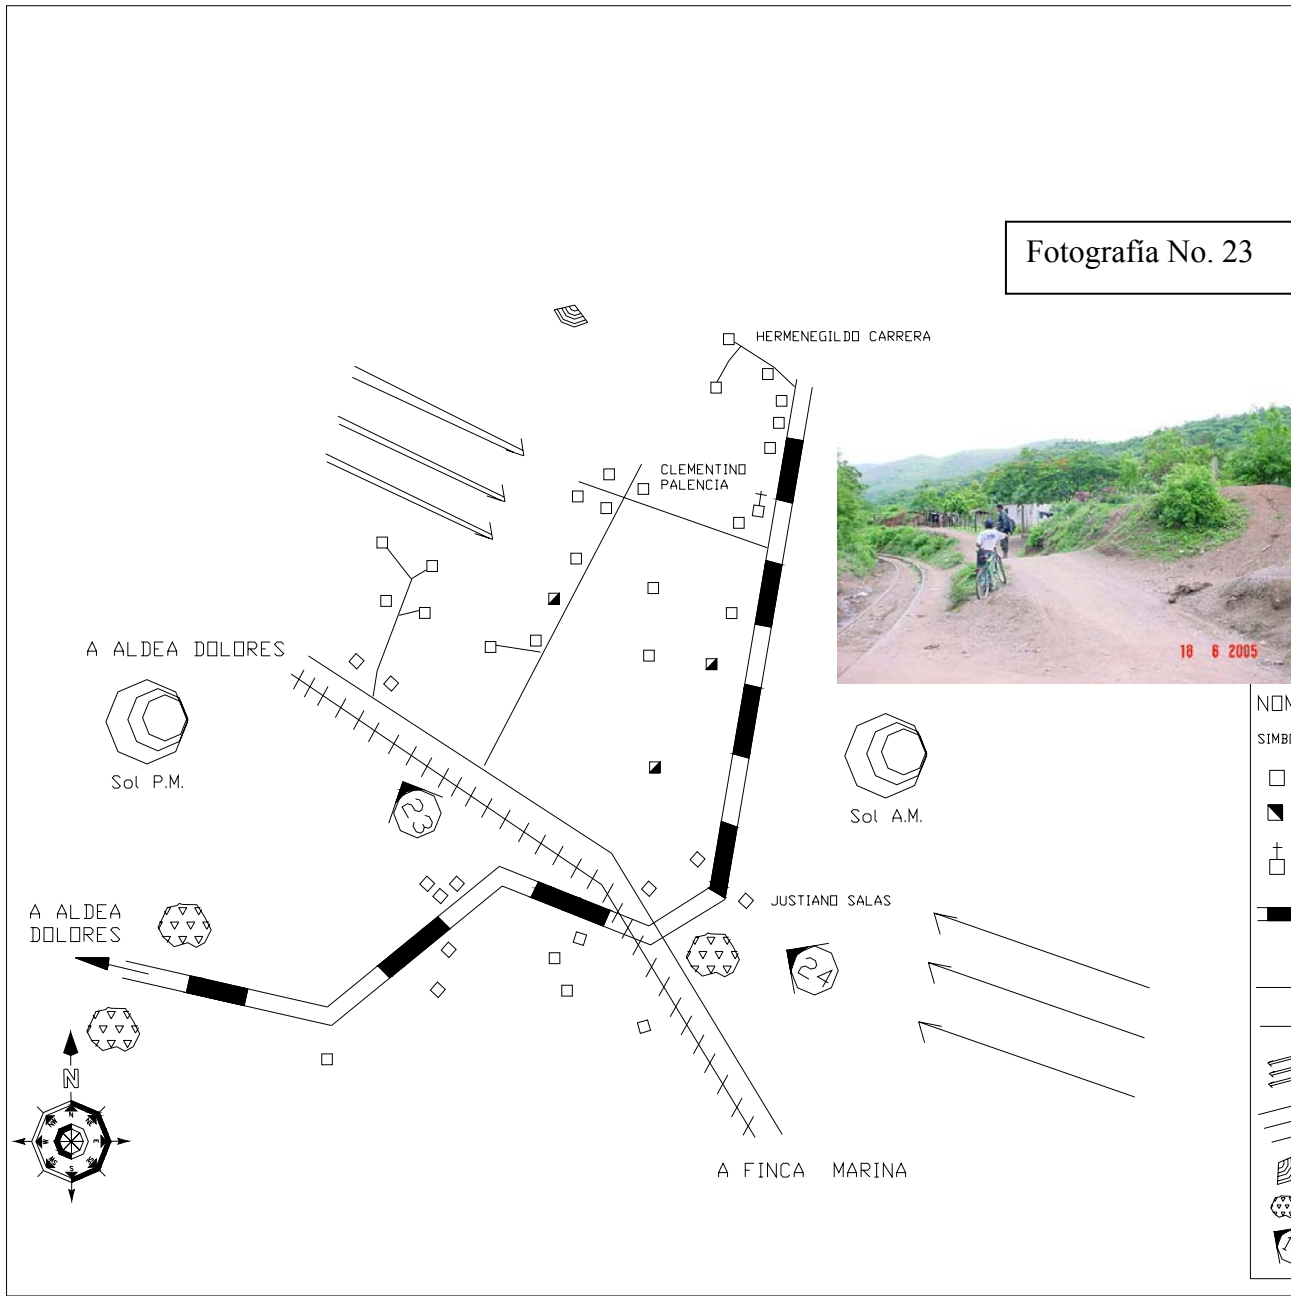 Fotografía No. 23
HERMENEGILDO CARRERA
CLEMENTINO
PALENCIA
18 6 2005
A ALDEA DOLORES
Sol P.M.
Sol A.M.
23
JUSTIANO SALAS
A ALDEA
DOLORES
24
N
N
NE
E
S
A FINCA MARINA